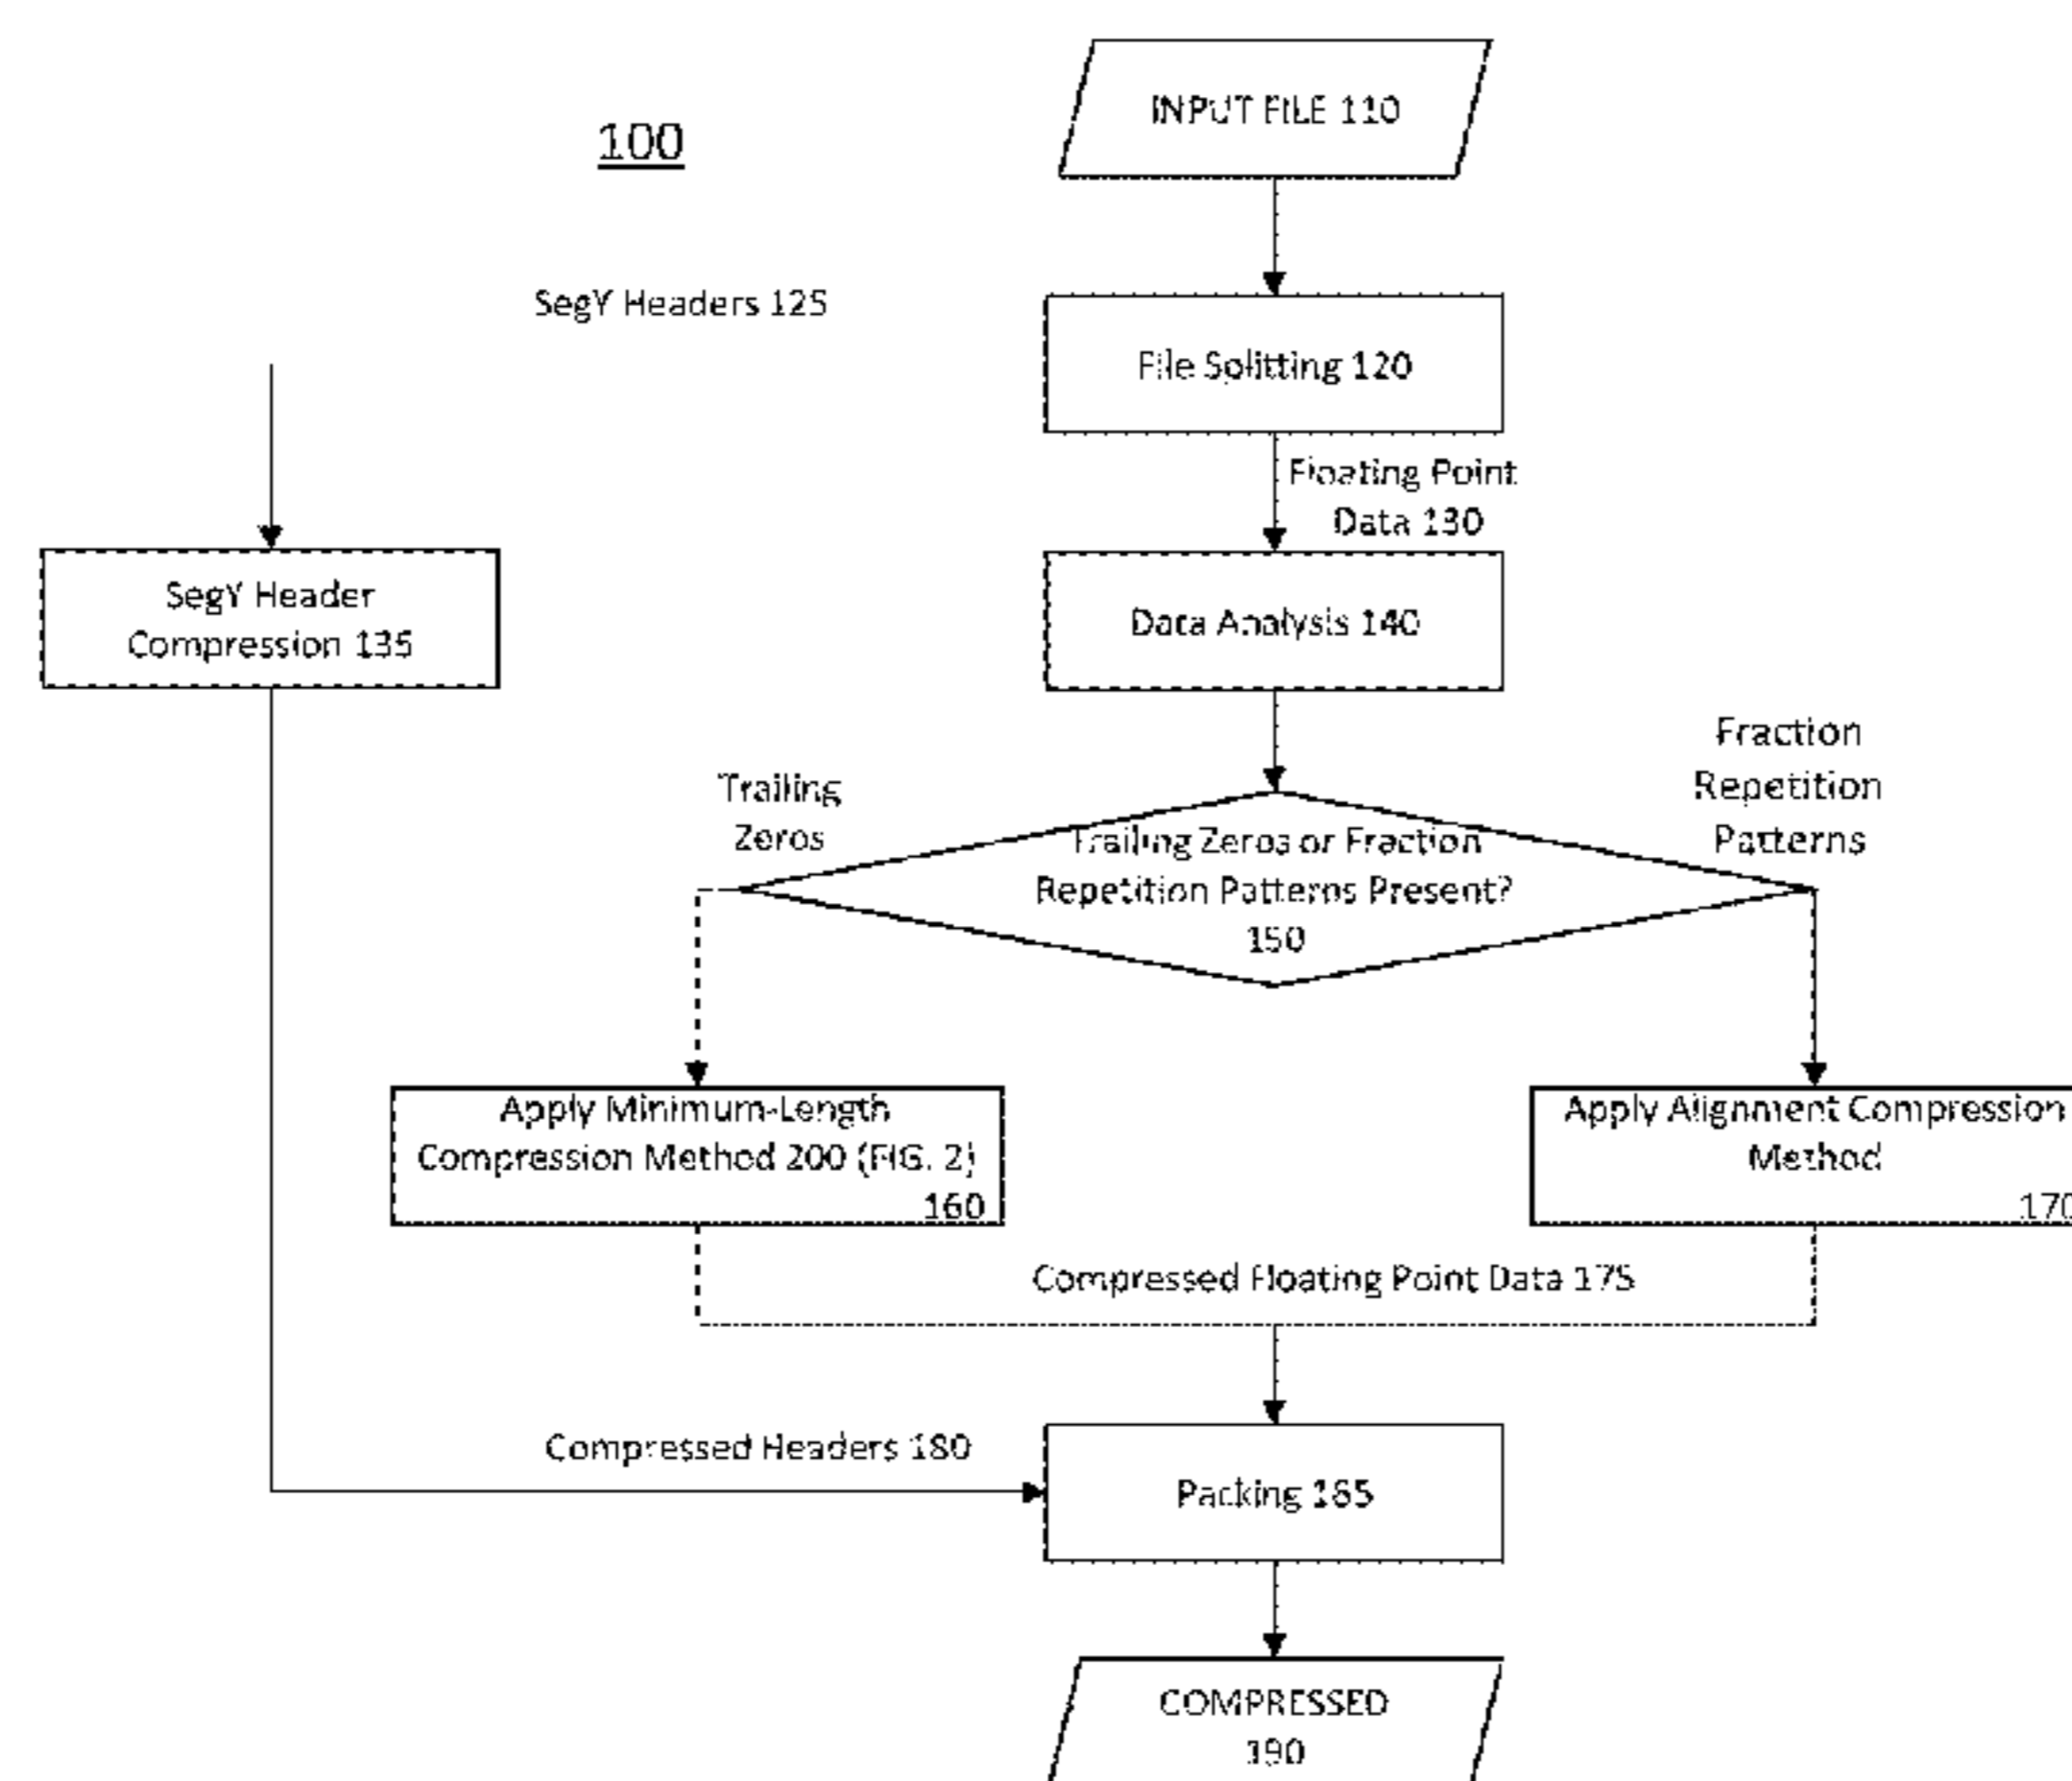 INPUT FILE 110
100
SegY Headers 125
File Splitting 120
Floating Point
Data 130
SegY Header
Compression 135
Data Analysis 140
Trailing
Zeros
Fraction
Repetition
Patterns
Trailing Zeros or Fraction
Repetition Patterns Present?
150
Apply Minimum-Length
Compression Method 200 (FIG. 2)
160
Apply Alignment Compression
Method
170
Compressed Floating Point Data 175
Compressed Headers 180
Packing 185
COMPRESSED
190